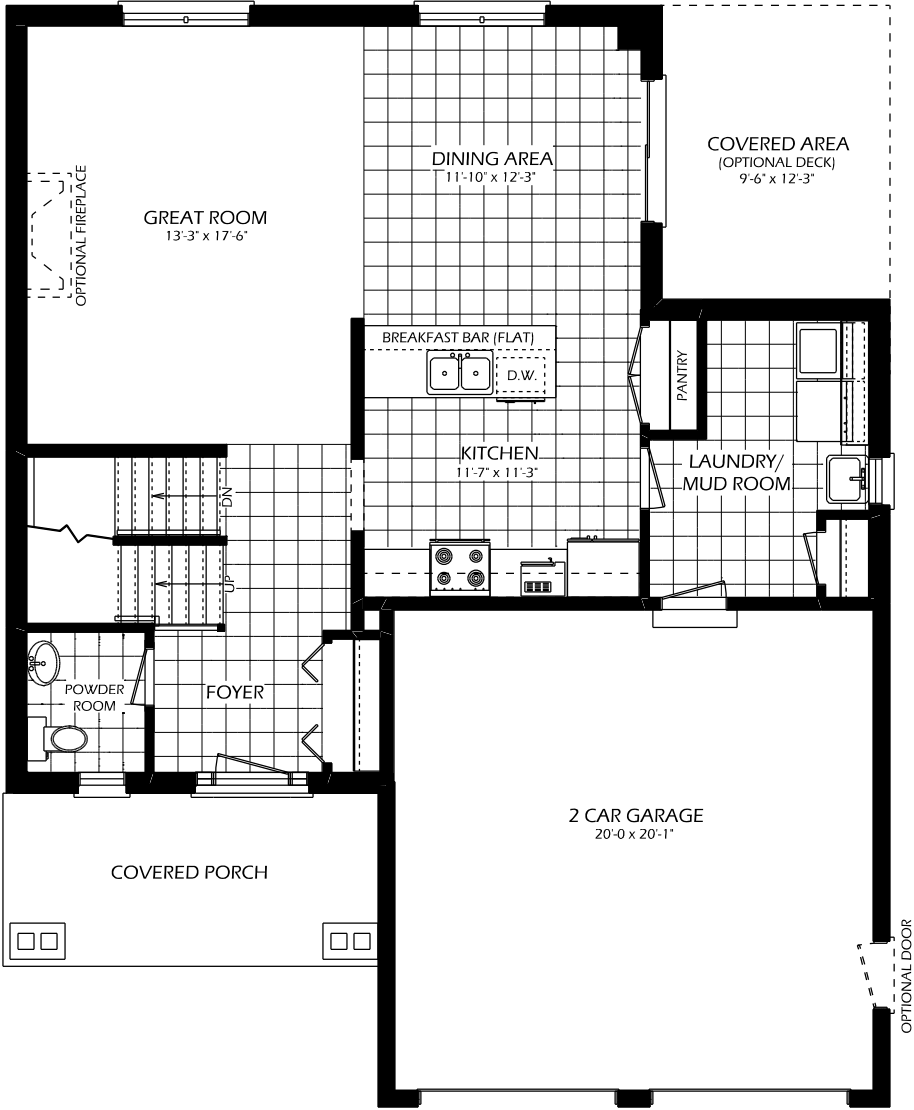 COVERED AREA
(OPTIONAL DECK)
9'-6" x 12'-3"
DINING AREA
11'-10" x 12'-3"
GREAT ROOM
13'-3" x 17'-6"
OPTIONAL FIREPLACE
BREAKFAST BAR (FLAT)
D.W.
PANTRY
KITCHEN
11'-7" x 11'-3"
LAUNDRY/
MUD ROOM
DN
UP
POWDER
ROOM
FOYER
2 CAR GARAGE
20'-0 x 20'-1"
COVERED PORCH
OPTIONAL DOOR